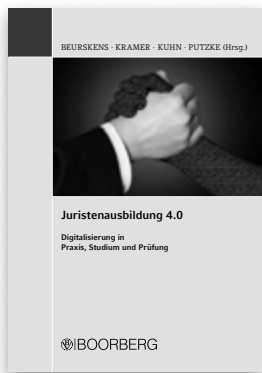 BEURSKENS · KRAMER · KUHN · PUTZKE (Hrsg.)
Juristenausbildung 4.0
Digitalisierung in
Praxis, Studium und Prüfung
BOORBERG